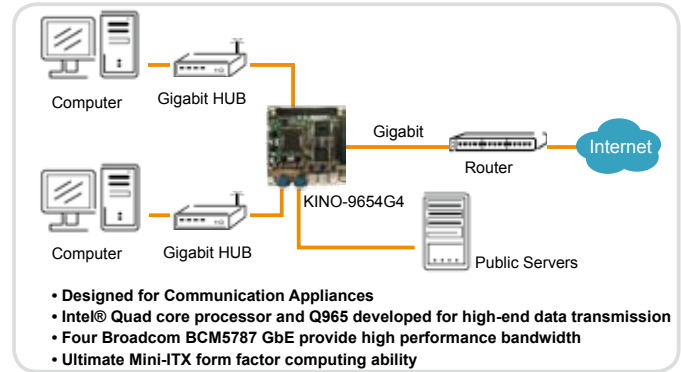 Computer
Gigabit HUB
Gigabit
Internet
Router
KINO-9654G4
Computer
Gigabit HUB
Public Servers
• Designed for Communication Appliances
• Intel® Quad core processor and Q965 developed for high-end data transmission
• Four Broadcom BCM5787 GbE provide high performance bandwidth
• Ultimate Mini-ITX form factor computing ability